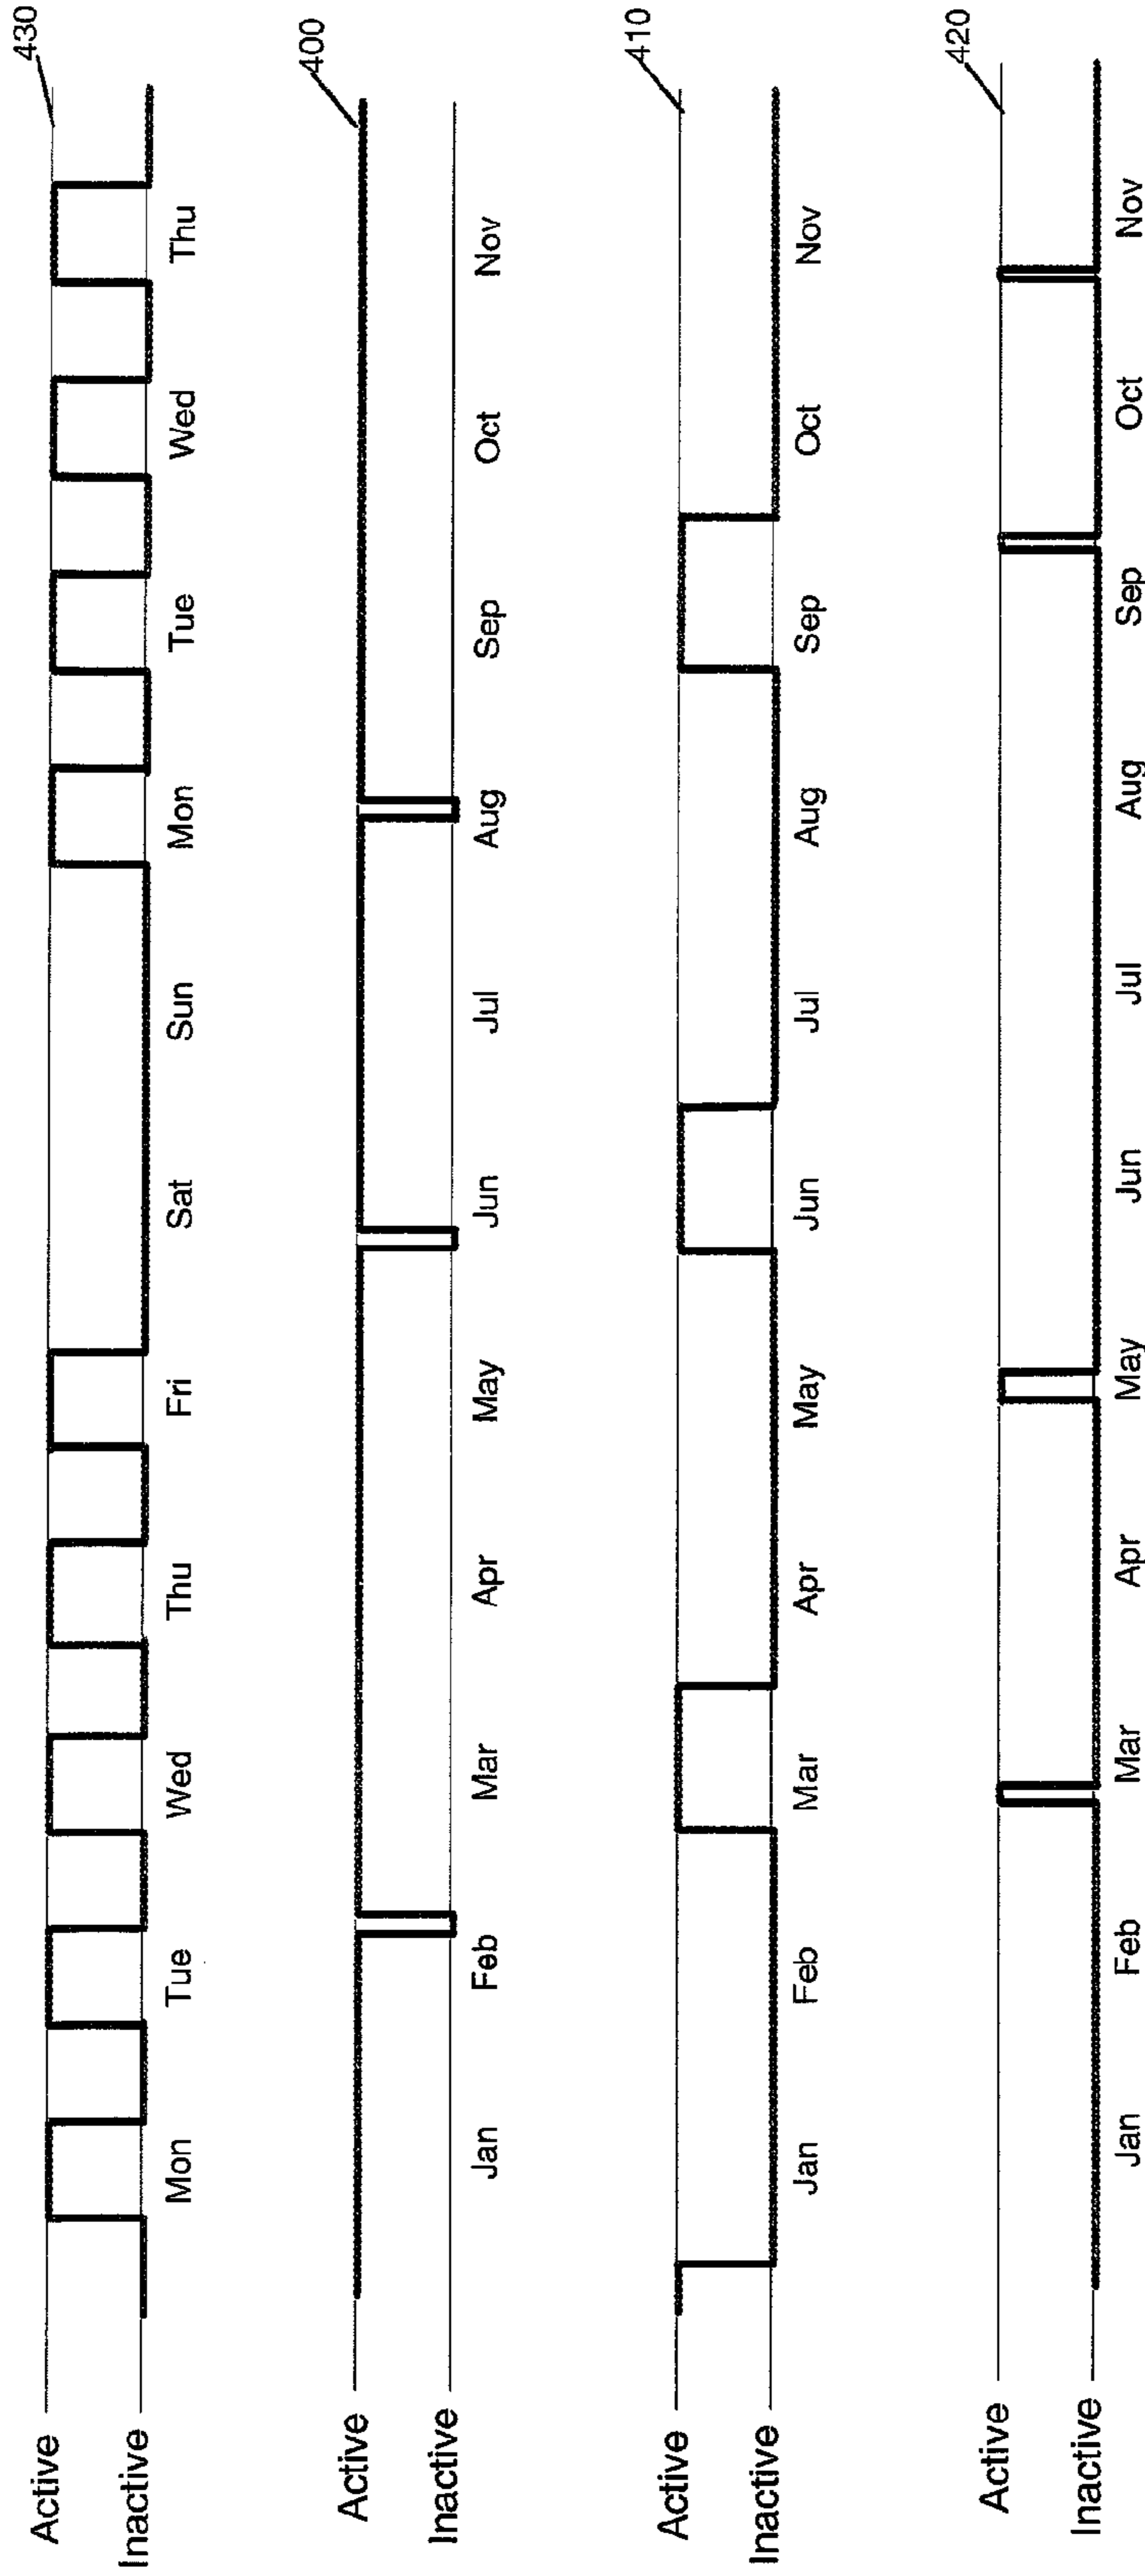 430
Active
Inactive
Mon Tue Wed Thu Fri Sat Sun Mon Tue Wed Thu
400
Active
Inactive
Jan Feb Mar Apr May Jun Jul Aug Sep Oct Nov
410
Active
Inactive
Jan Feb Mar Apr May Jun Jul Aug Sep Oct Nov
420
Active
Inactive
Jan Feb Mar Apr May Jun Jul Aug Sep Oct Nov